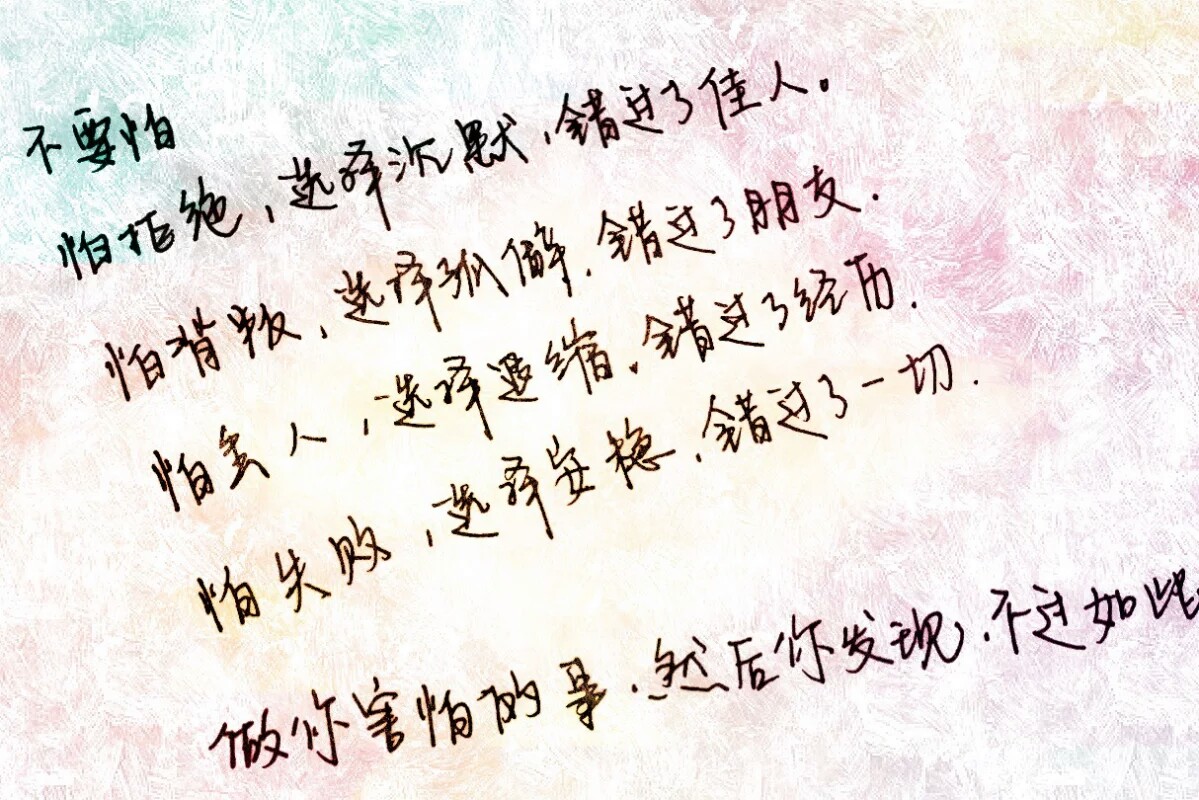 不要怕
怕拒绝，选择沉默，错过了佳人。
怕背叛，选择孤僻，错过了朋友.
怕丢人，选择退缩。错过了经历.
怕失败，选择安稳，错过了一切.
做你害怕的事.然后你发现.不过如此.